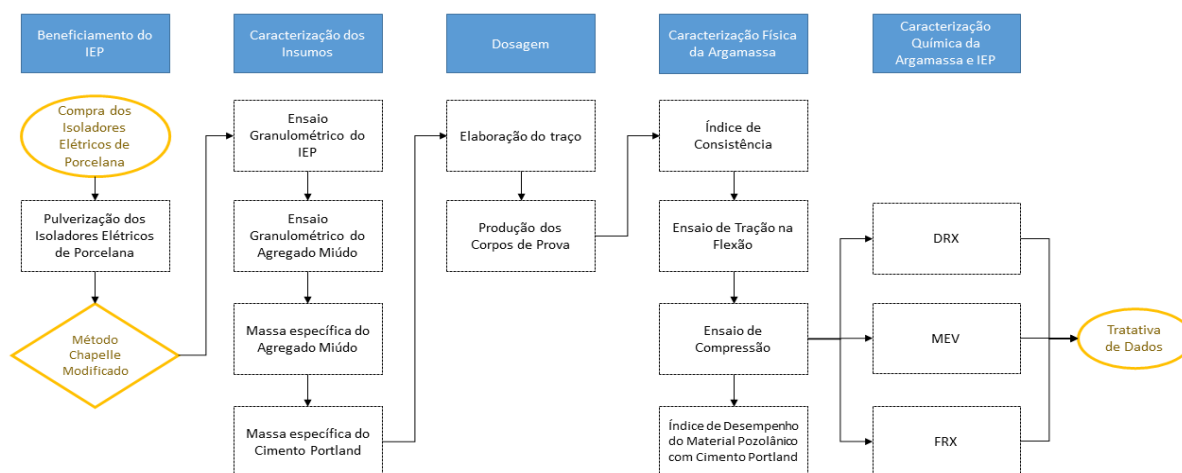 Beneficiamento do
IEP
Caracterização dos
Insumos
Dosagem
Caracterização Física
da Argamassa
Caracterização
Química da
Argamassa e IEP
Compra dos
Isoladores
Elétricos de
Porcelana
Pulverização dos
Isoladores Elétricos
de Porcelana
Método
Chapelle
Modificado
Ensaio
Granulométrico do
IEP
Ensaio
Granulométrico do
Agregado Miúdo
Massa específica do
Agregado Miúdo
Massa específica do
Cimento Portland
Elaboração do traço
Produção dos
Corpos de Prova
Índice de
Consistência
Ensaio de Tração na
Flexão
Ensaio de
Compressão
Índice de Desempenho
do Material Pozolânico
com Cimento Portland
DRX
MEV
FRX
Tratativa
de Dados